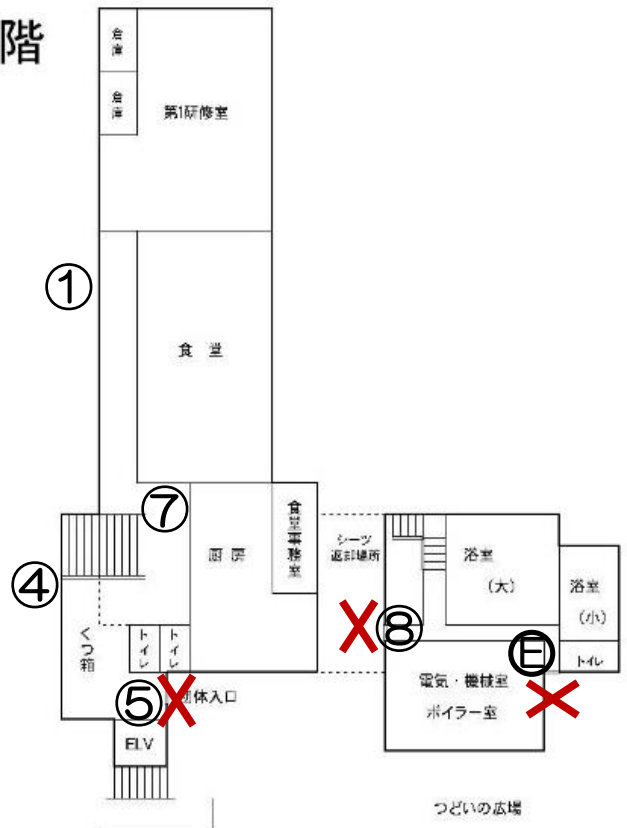 階
倉庫
倉庫
第1研修室
①
食 堂
⑦
厨房
食堂事務室
シーツ
返却場所
浴室
(大)
浴室
(小)
④
くつ箱
トイレ
トイレ
⑧
Ⓔ
トイレ
⑤
団体入口
電気・機械室
ボイラー室
ELV
つどいの広場